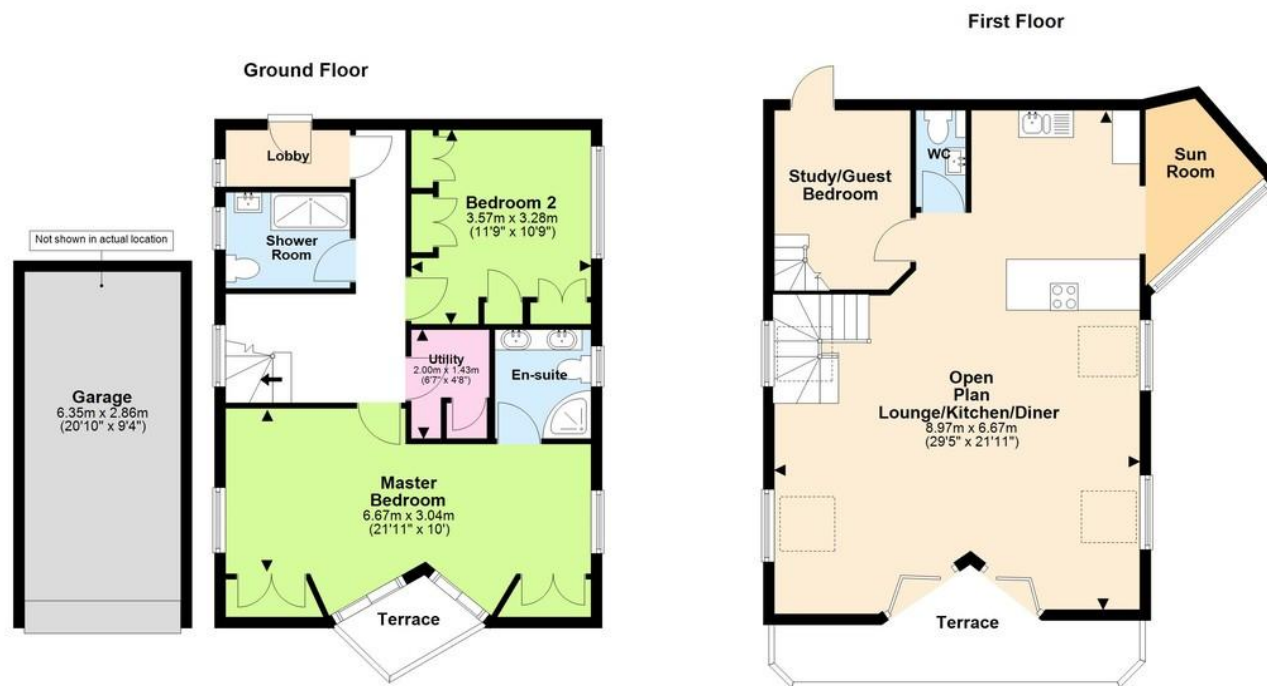 Ground Floor
Lobby
Bedroom 2
3.57m x 3.28m
(11'9" x 10'9")
Shower
Room
Not shown in actual location
Garage
6.35m x 2.86m
(20'10" x 9'4")
Utility
2.00m x 1.43m
(6'7" x 4'8")
En-suite
Master
Bedroom
6.67m x 3.04m
(21'11" x 10')
Terrace
First Floor
Study/Guest
Bedroom
WC
Sun
Room
Open
Plan
Lounge/Kitchen/Diner
8.97m x 6.67m
(29'5" x 21'11")
Terrace